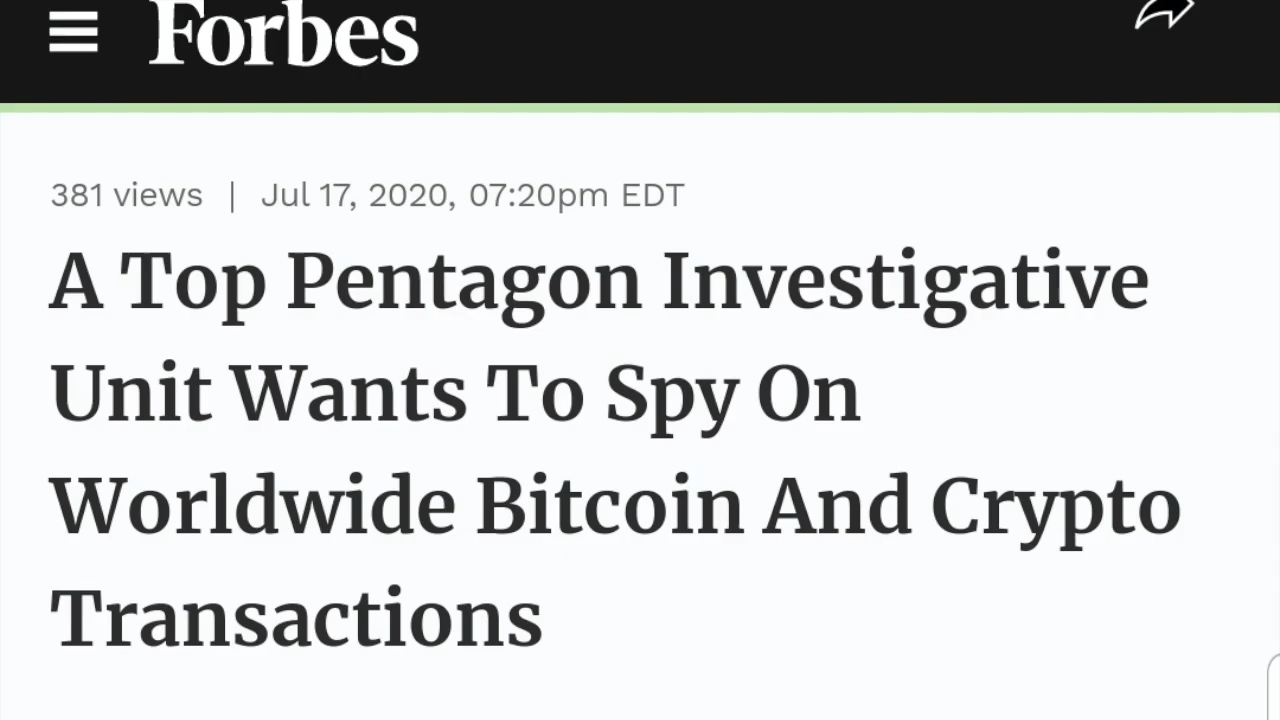 Forbes
381 views | Jul 17, 2020, 07:20pm EDT
A Top Pentagon Investigative
Unit Wants To Spy On
Worldwide Bitcoin And Crypto
Transactions